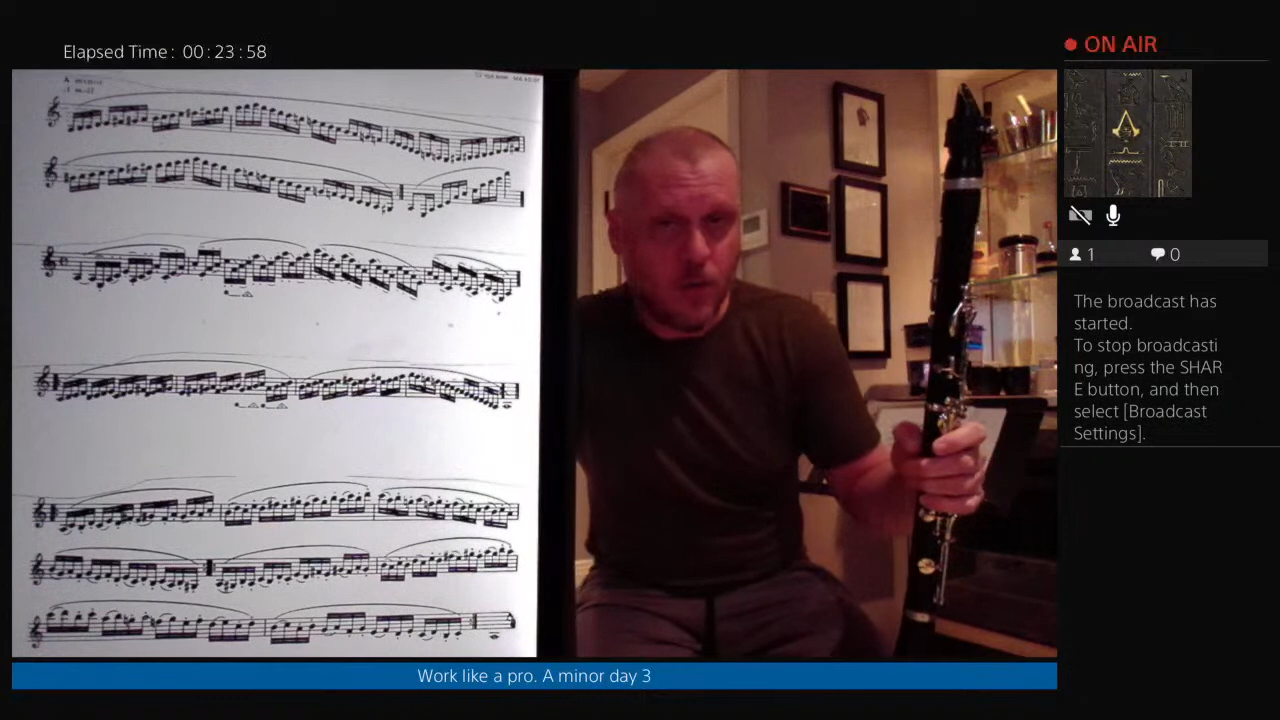 Elapsed Time: 00:23:58
ON AIR
1
0
The broadcast has
started.
To stop broadcasti
ng, press the SHAR
E button, and then
select [Broadcast
Settings].
Work like a pro. A minor day 3